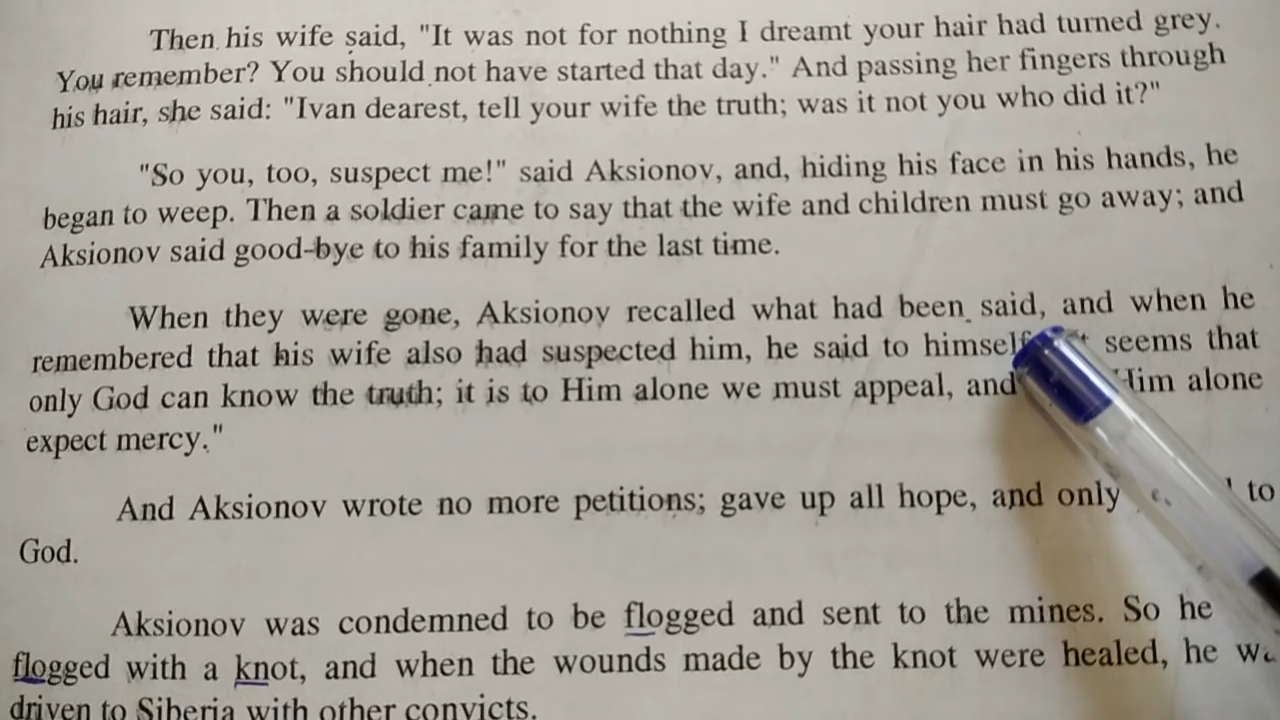 Then his wife said, "It was not for nothing I dreamt your hair had turned grey.
You remember? You should not have started that day." And passing her fingers through
his hair, she said: "Ivan dearest, tell your wife the truth; was it not you who did it?"
"So you, too, suspect me!" said Aksionov, and, hiding his face in his hands, he
began to weep. Then a soldier came to say that the wife and children must go away; and
Aksionov said good-bye to his family for the last time.
When they were gone, Aksionov recalled what had been said, and when he
remembered that his wife also had suspected him, he said to himself seems that
only God can know the truth; it is to Him alone we must appeal, and Him alone
expect mercy."
And Aksionov wrote no more petitions; gave up all hope, and only to
God.
Aksionov was condemned to be flogged and sent to the mines. So he
flogged with a knot, and when the wounds made by the knot were healed, he
driven to Siberia with other convicts.